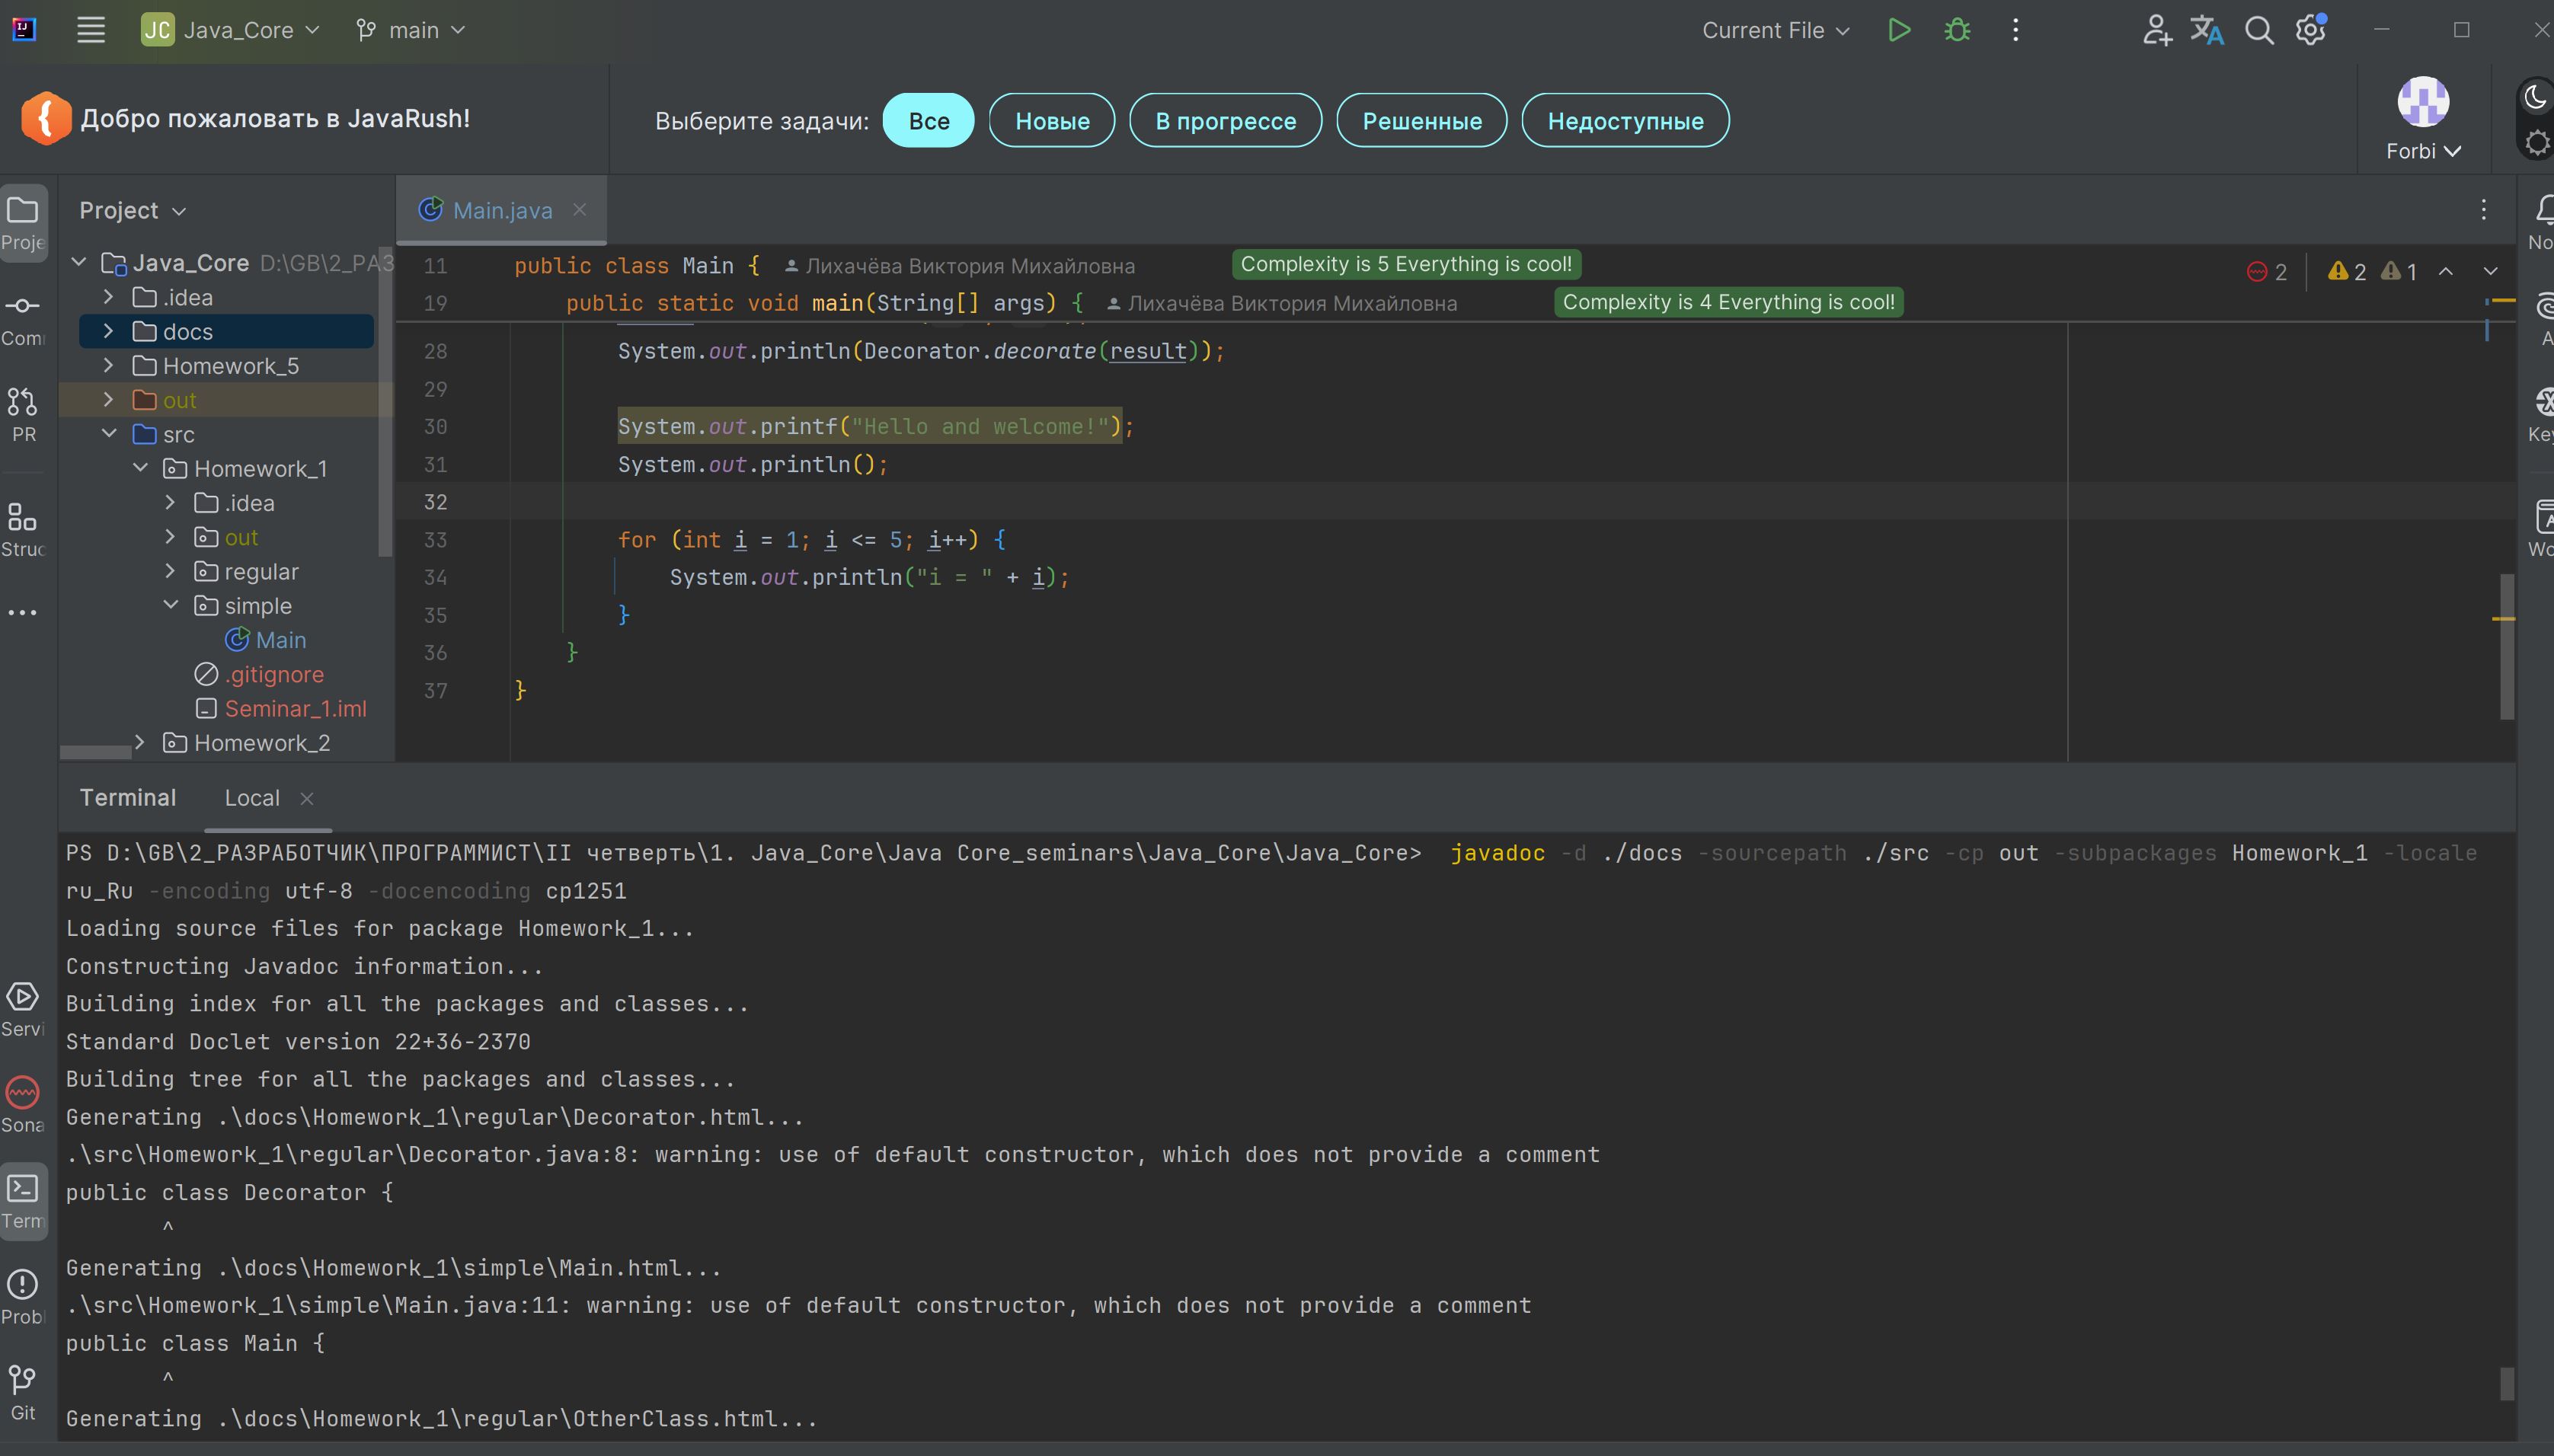 JC Java_Core main Current File
Добро пожаловать в JavaRush!
Выберите задачи: Все Новые В прогрессе Решенные Недоступные
Forbi
Project
Main.java
Java_Core D:\GB\2_РАЗ
.idea
docs
Homework_5
out
src
Homework_1
.idea
out
regular
simple
Main
.gitignore
Seminar_1.iml
Homework_2
11 public class Main { Лихачёва Виктория Михайловна Complexity is 5 Everything is cool!
2 2 1
19 public static void main(String[] args) { Лихачёва Виктория Михайловна Complexity is 4 Everything is cool!
28 System.out.println(Decorator.decorate(result));
29
30 System.out.printf("Hello and welcome!");
31 System.out.println();
32
33 for (int i = 1; i <= 5; i++) {
34 System.out.println("i = " + i);
35 }
36 }
37 }
Proje
Com
PR
Struc
Servi
Sona
Term
Probl
Git
No
A
Key
Wo
Terminal Local
PS D:\GB\2_РАЗРАБОТЧИК\ПРОГРАММИСТ\II четверть\1. Java_Core\Java Core_seminars\Java_Core\Java_Core> javadoc -d ./docs -sourcepath ./src -cp out -subpackages Homework_1 -locale
ru_Ru -encoding utf-8 -docencoding cp1251
Loading source files for package Homework_1...
Constructing Javadoc information...
Building index for all the packages and classes...
Standard Doclet version 22+36-2370
Building tree for all the packages and classes...
Generating .\docs\Homework_1\regular\Decorator.html...
.\src\Homework_1\regular\Decorator.java:8: warning: use of default constructor, which does not provide a comment
public class Decorator {
^
Generating .\docs\Homework_1\simple\Main.html...
.\src\Homework_1\simple\Main.java:11: warning: use of default constructor, which does not provide a comment
public class Main {
^
Generating .\docs\Homework_1\regular\OtherClass.html...